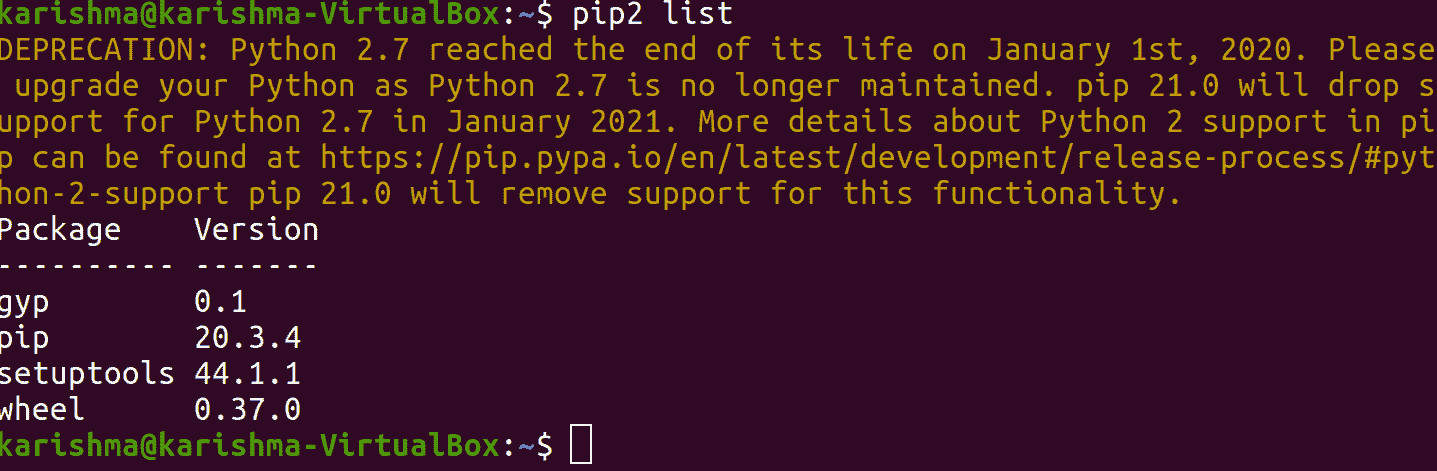 karishma@karishma-VirtualBox:~$ pip2 list
DEPRECATION: Python 2.7 reached the end of its life on January 1st, 2020. Please
 upgrade your Python as Python 2.7 is no longer maintained. pip 21.0 will drop s
upport for Python 2.7 in January 2021. More details about Python 2 support in pi
p can be found at https://pip.pypa.io/en/latest/development/release-process/#pyt
hon-2-support pip 21.0 will remove support for this functionality.
Package    Version
---------- -------
gyp        0.1
pip        20.3.4
setuptools 44.1.1
wheel      0.37.0
karishma@karishma-VirtualBox:~$